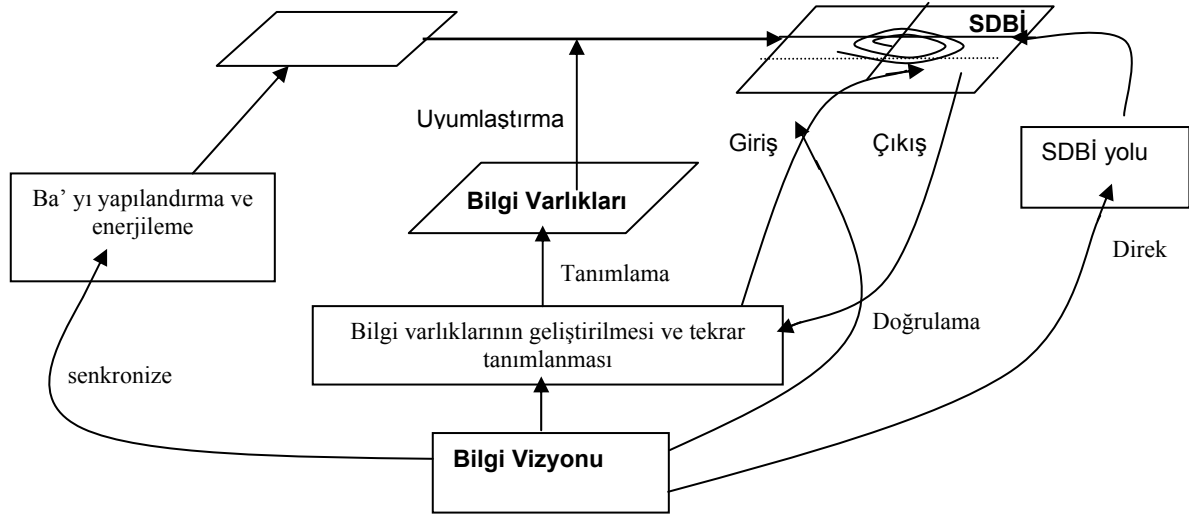 SDBİ
Uyumlaştırma
Giriş
Çıkış
SDBİ yolu
Ba’ yı yapılandırma ve
enerjileme
Bilgi Varlıkları
Direk
Tanımlama
Bilgi varlıklarının geliştirilmesi ve tekrar
tanımlanması
Doğrulama
senkronize
Bilgi Vizyonu